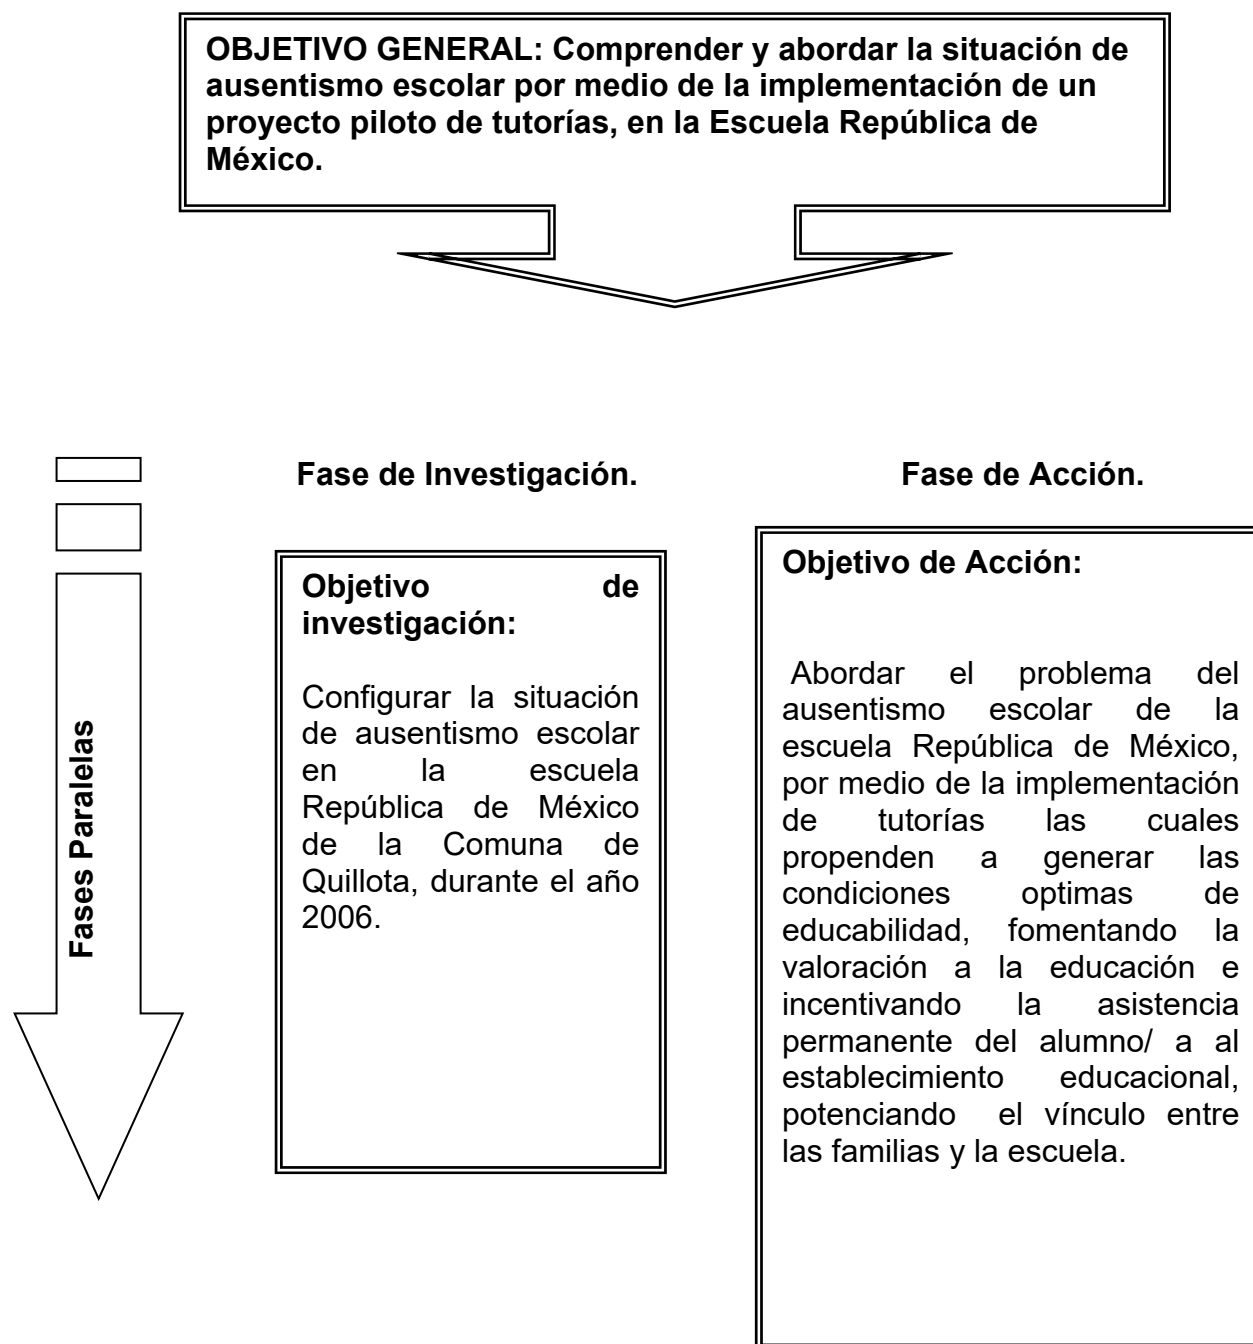 OBJETIVO GENERAL: Comprender y abordar la situación de
ausentismo escolar por medio de la implementación de un
proyecto piloto de tutorías, en la Escuela República de
México.
Fase de Investigación.
Fase de Acción.
Fases Paralelas
Objetivo de
investigación:
Configurar la situación
de ausentismo escolar
en la escuela
República de México
de la Comuna de
Quillota, durante el año
2006.
Objetivo de Acción:
Abordar el problema del
ausentismo escolar de la
escuela República de México,
por medio de la implementación
de tutorías las cuales
propenden a generar las
condiciones optimas de
educabilidad, fomentando la
valoración a la educación e
incentivando la asistencia
permanente del alumno/ a al
establecimiento educacional,
potenciando el vínculo entre
las familias y la escuela.